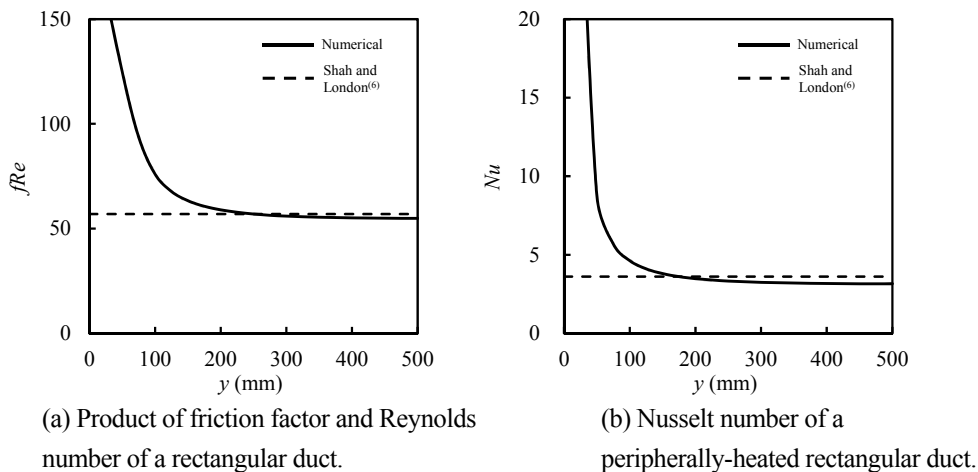 150
100
50
0
fRe
0 100 200 300 400 500
y (mm)
Numerical
Shah and
London(6)
(a) Product of friction factor and Reynolds
number of a rectangular duct.
20
15
10
5
0
Nu
0 100 200 300 400 500
y (mm)
Numerical
Shah and
London(6)
(b) Nusselt number of a
peripherally-heated rectangular duct.